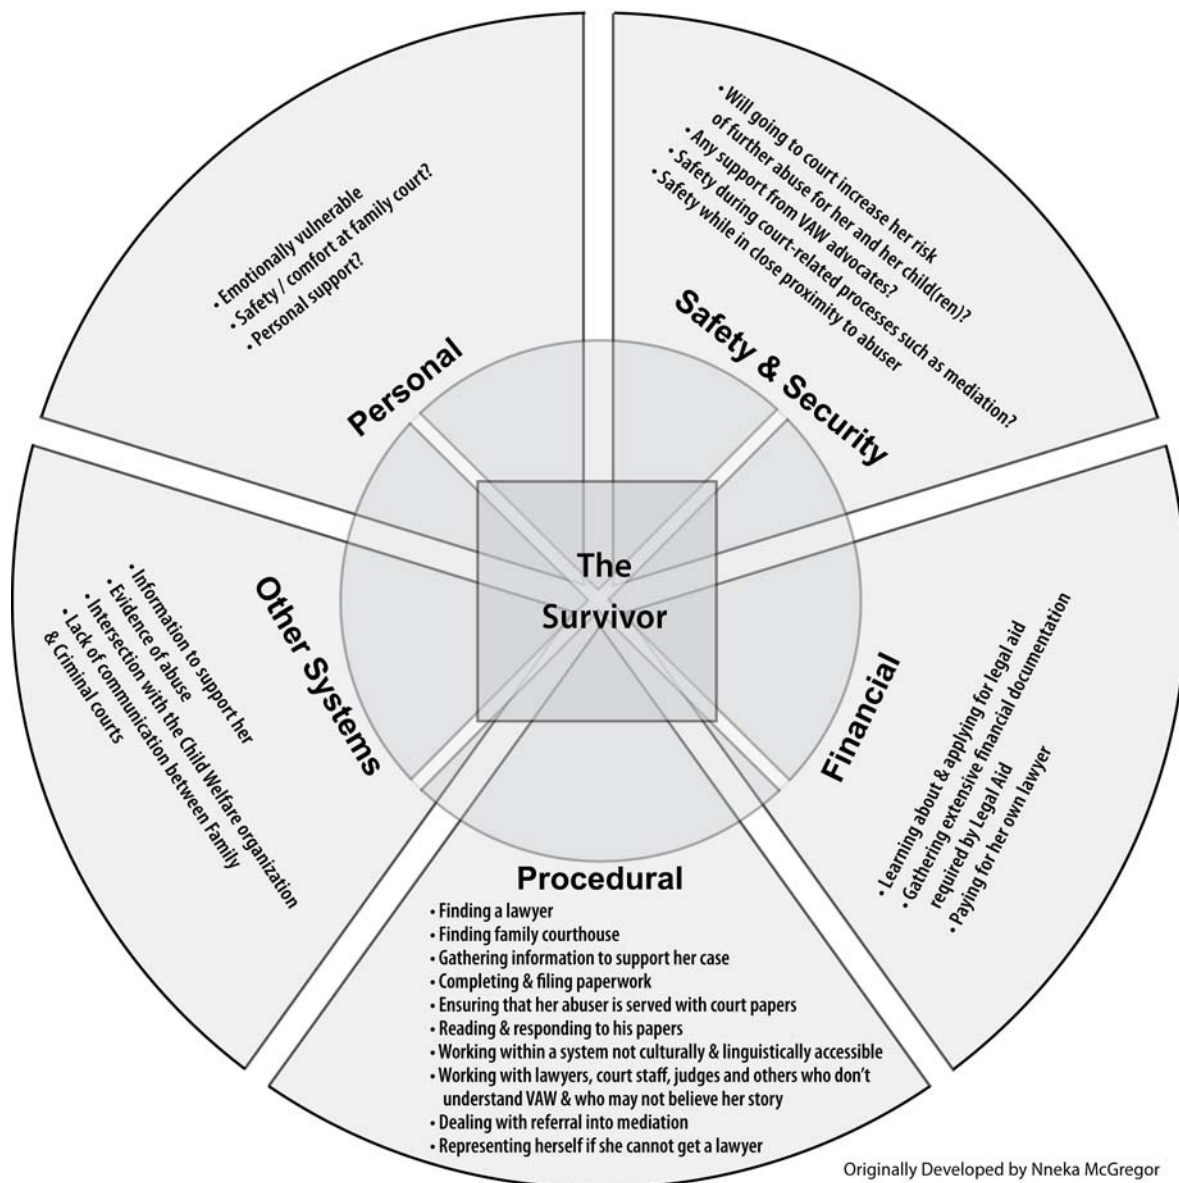 Personal
• Emotionally vulnerable
• Safety / comfort at family court?
• Personal support?
Safety & Security
• Will going to court increase her risk
of further abuse for her and her child(ren)?
• Any support from VAW advocates?
• Safety during court-related processes such as mediation?
• Safety while in close proximity to abuser
The
Survivor
Other Systems
• Information to support her
• Evidence of abuse
• Intersection with the Child Welfare organization
• Lack of communication between Family
& Criminal courts
Financial
• Learning about & applying for legal aid
• Gathering extensive financial documentation
required by Legal Aid
• Paying for her own lawyer
Procedural
• Finding a lawyer
• Finding family courthouse
• Gathering information to support her case
• Completing & filing paperwork
• Ensuring that her abuser is served with court papers
• Reading & responding to his papers
• Working within a system not culturally & linguistically accessible
• Working with lawyers, court staff, judges and others who don't
understand VAW & who may not believe her story
• Dealing with referral into mediation
• Representing herself if she cannot get a lawyer
Originally Developed by Nneka McGregor